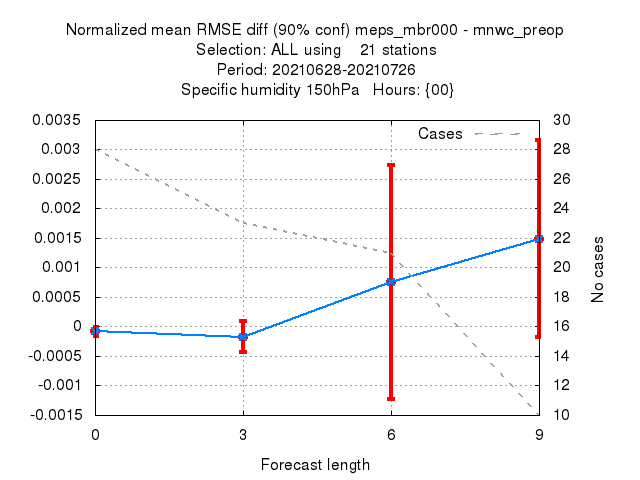 Normalized mean RMSE diff (90% conf) meps_mbr000 - mnwc_preop
Selection: ALL using    21 stations
Period: 20210628-20210726
Specific humidity 150hPa   Hours: {00}
Cases
0.0035
0.003
0.0025
0.002
0.0015
0.001
0.0005
0
-0.0005
-0.001
-0.0015
30
28
26
24
22
20
18
16
14
12
10
No cases
0 3 6 9
Forecast length